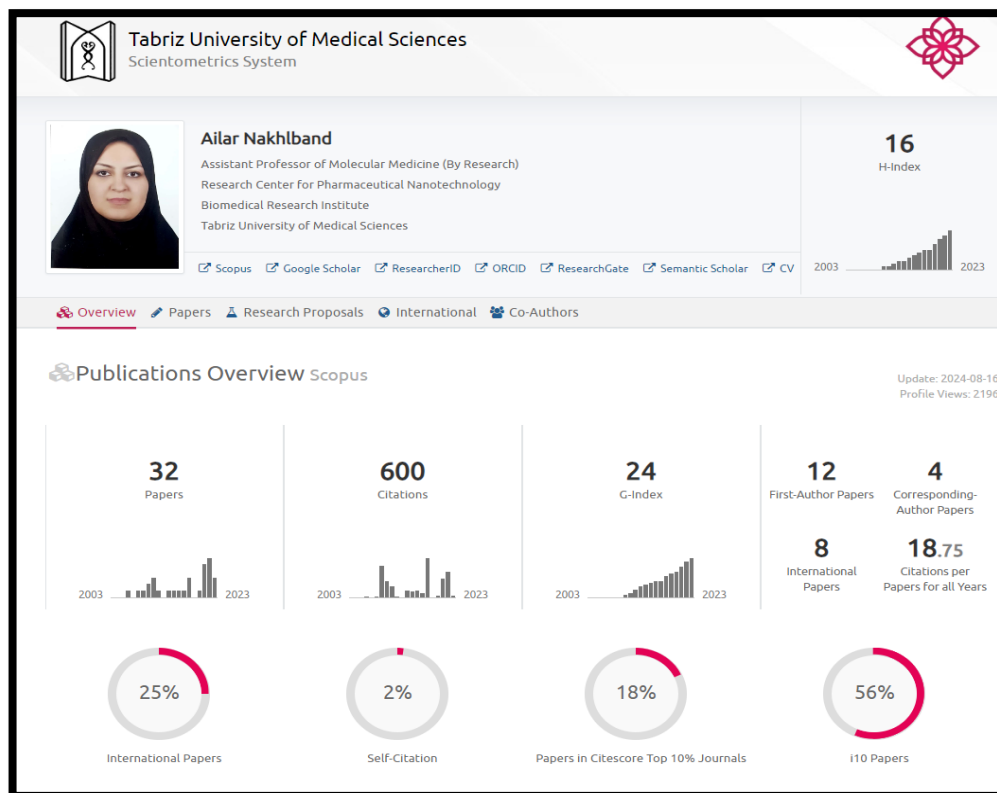 Tabriz University of Medical Sciences
Scientometrics System
Ailar Nakhlband
Assistant Professor of Molecular Medicine (By Research)
Research Center for Pharmaceutical Nanotechnology
Biomedical Research Institute
Tabriz University of Medical Sciences
Scopus Google Scholar ResearcherID ORCID ResearchGate Semantic Scholar CV
16
H-Index
2003 2023
Overview Papers Research Proposals International Co-Authors
Publications Overview Scopus
Update: 2024-08-16
Profile Views: 2196
32
Papers
2003 2023
600
Citations
2003 2023
24
G-Index
2003 2023
12
First-Author Papers
4
Corresponding-
Author Papers
8
International
Papers
18.75
Citations per
Papers for all Years
25%
International Papers
2%
Self-Citation
18%
Papers in Citescore Top 10% Journals
56%
i10 Papers